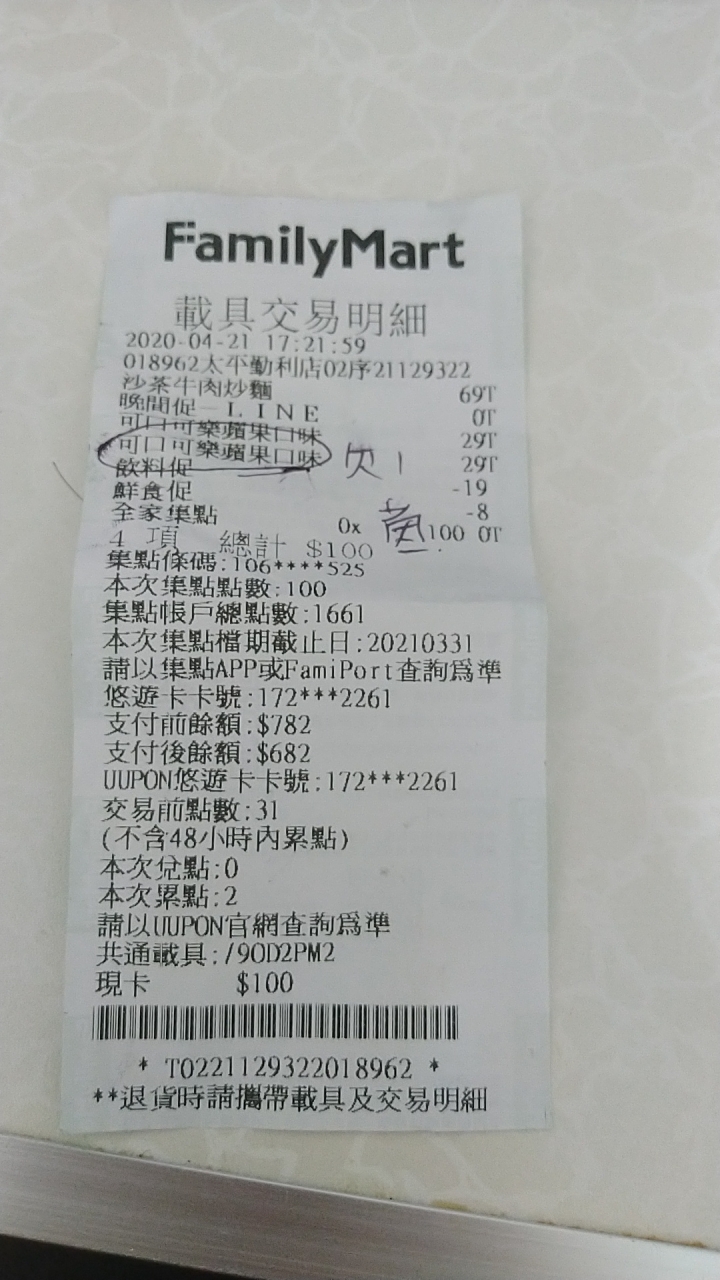 FamilyMart
載具交易明細
2020-04-21 17:21:59
018962太平勤利店02序21129322
沙茶牛肉炒麵 69T
晚間促－ＬＩＮＥ 0T
可口可樂蘋果口味 29T
可口可樂蘋果口味 欠1 29T
飲料促 -19
鮮食促 -8
全家集點 0x 100 0T
4 項 總計 $100
集點條碼:106****525
本次集點點數:100
集點帳戶總點數:1661
本次集點檔期截止日:20210331
請以集點APP或FamiPort查詢為準
悠遊卡卡號:172***2261
支付前餘額:$782
支付後餘額:$682
UUPON悠遊卡卡號:172***2261
交易前點數:31
(不含48小時內累點)
本次兌點:0
本次累點:2
請以UUPON官網查詢為準
共通載具:/9OD2PM2
現卡 $100
* T0221129322018962 *
**退貨時請攜帶載具及交易明細